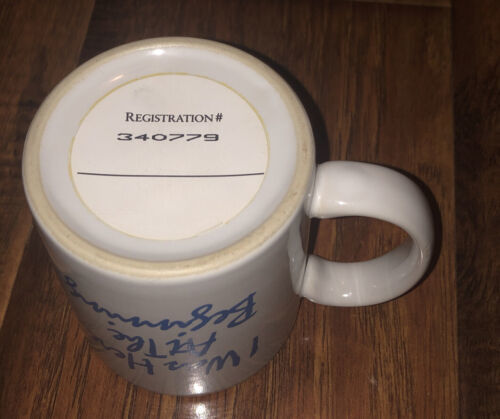 REGISTRATION #
340779
I Was Here
At The
Beginning